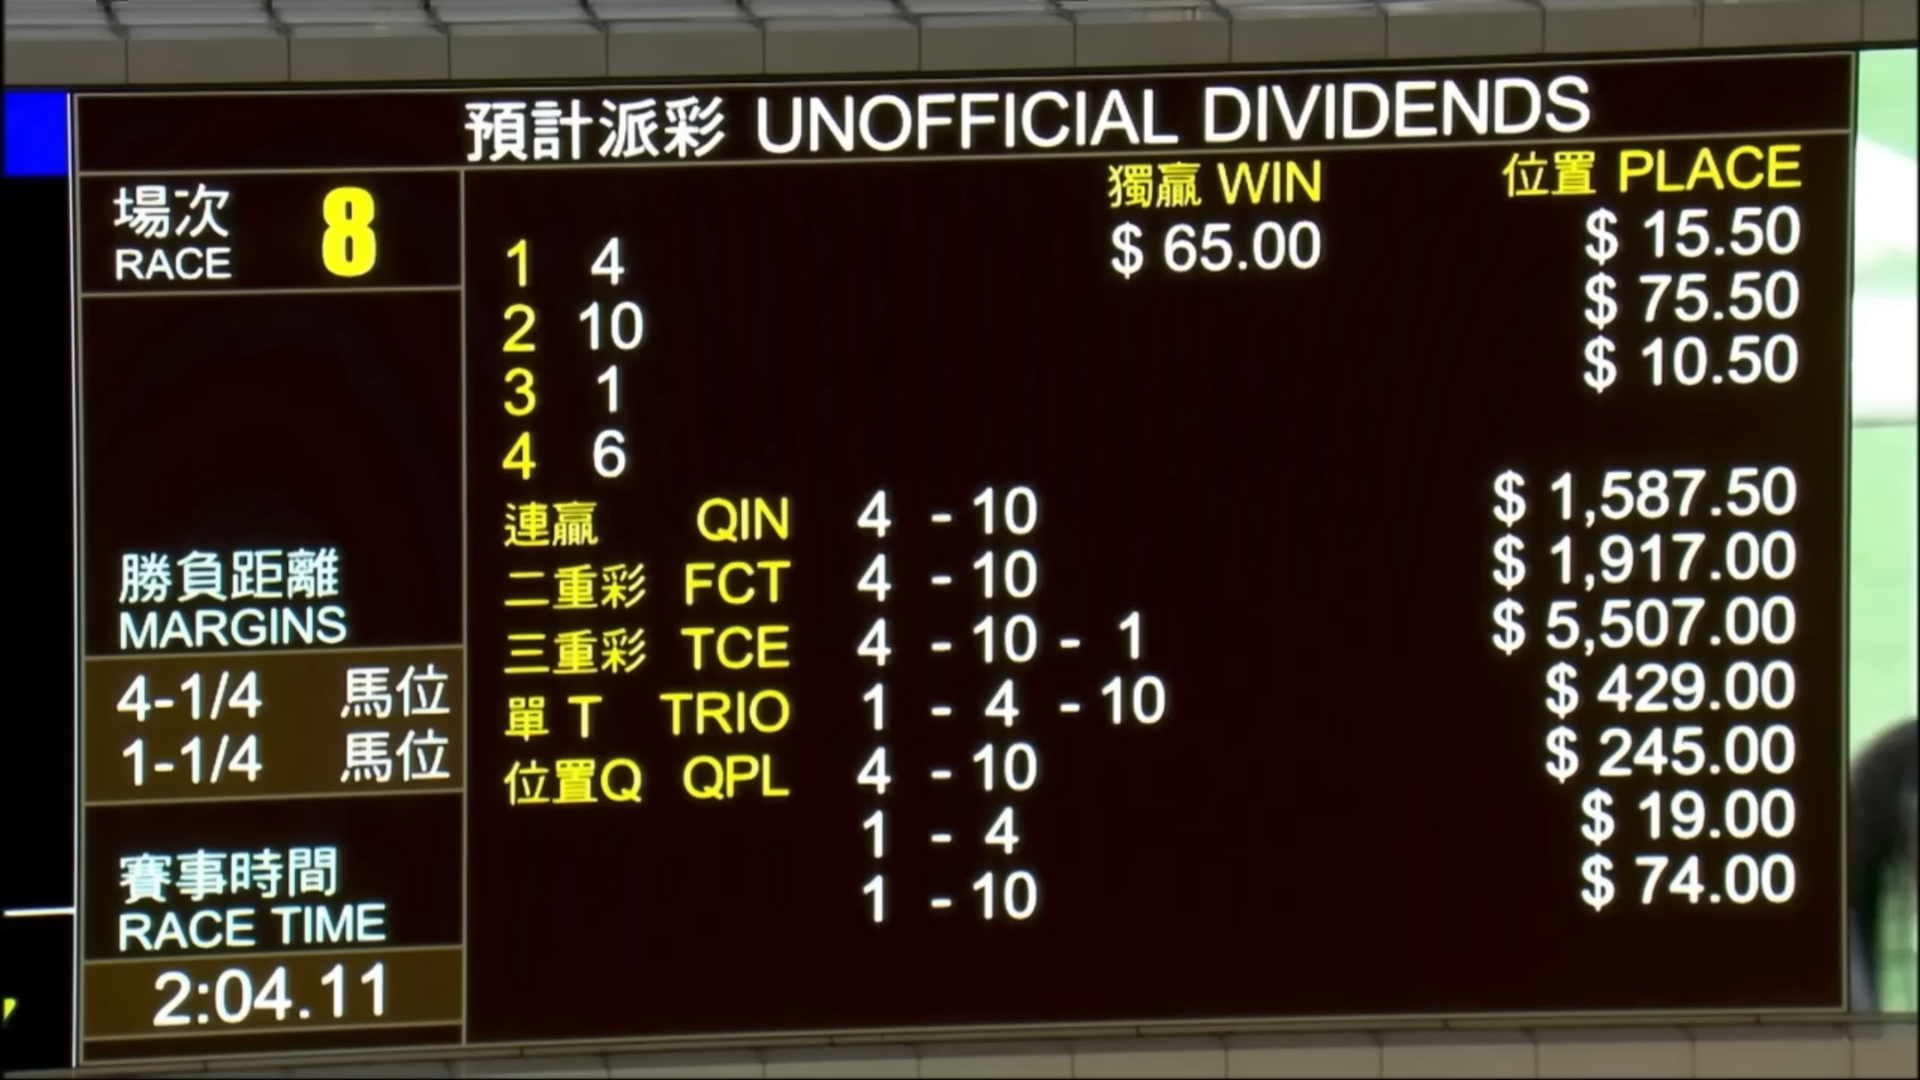 預計派彩 UNOFFICIAL DIVIDENDS
場次 8
RACE
獨贏 WIN 位置 PLACE
1 4 $ 65.00 $ 15.50
2 10 $ 75.50
3 1 $ 10.50
4 6
連贏 QIN 4 - 10 $ 1,587.50
二重彩 FCT 4 - 10 $ 1,917.00
三重彩 TCE 4 - 10 - 1 $ 5,507.00
單 T TRIO 1 - 4 - 10 $ 429.00
位置Q QPL 4 - 10 $ 245.00
1 - 4 $ 19.00
1 - 10 $ 74.00
勝負距離
MARGINS
4-1/4 馬位
1-1/4 馬位
賽事時間
RACE TIME
2:04.11